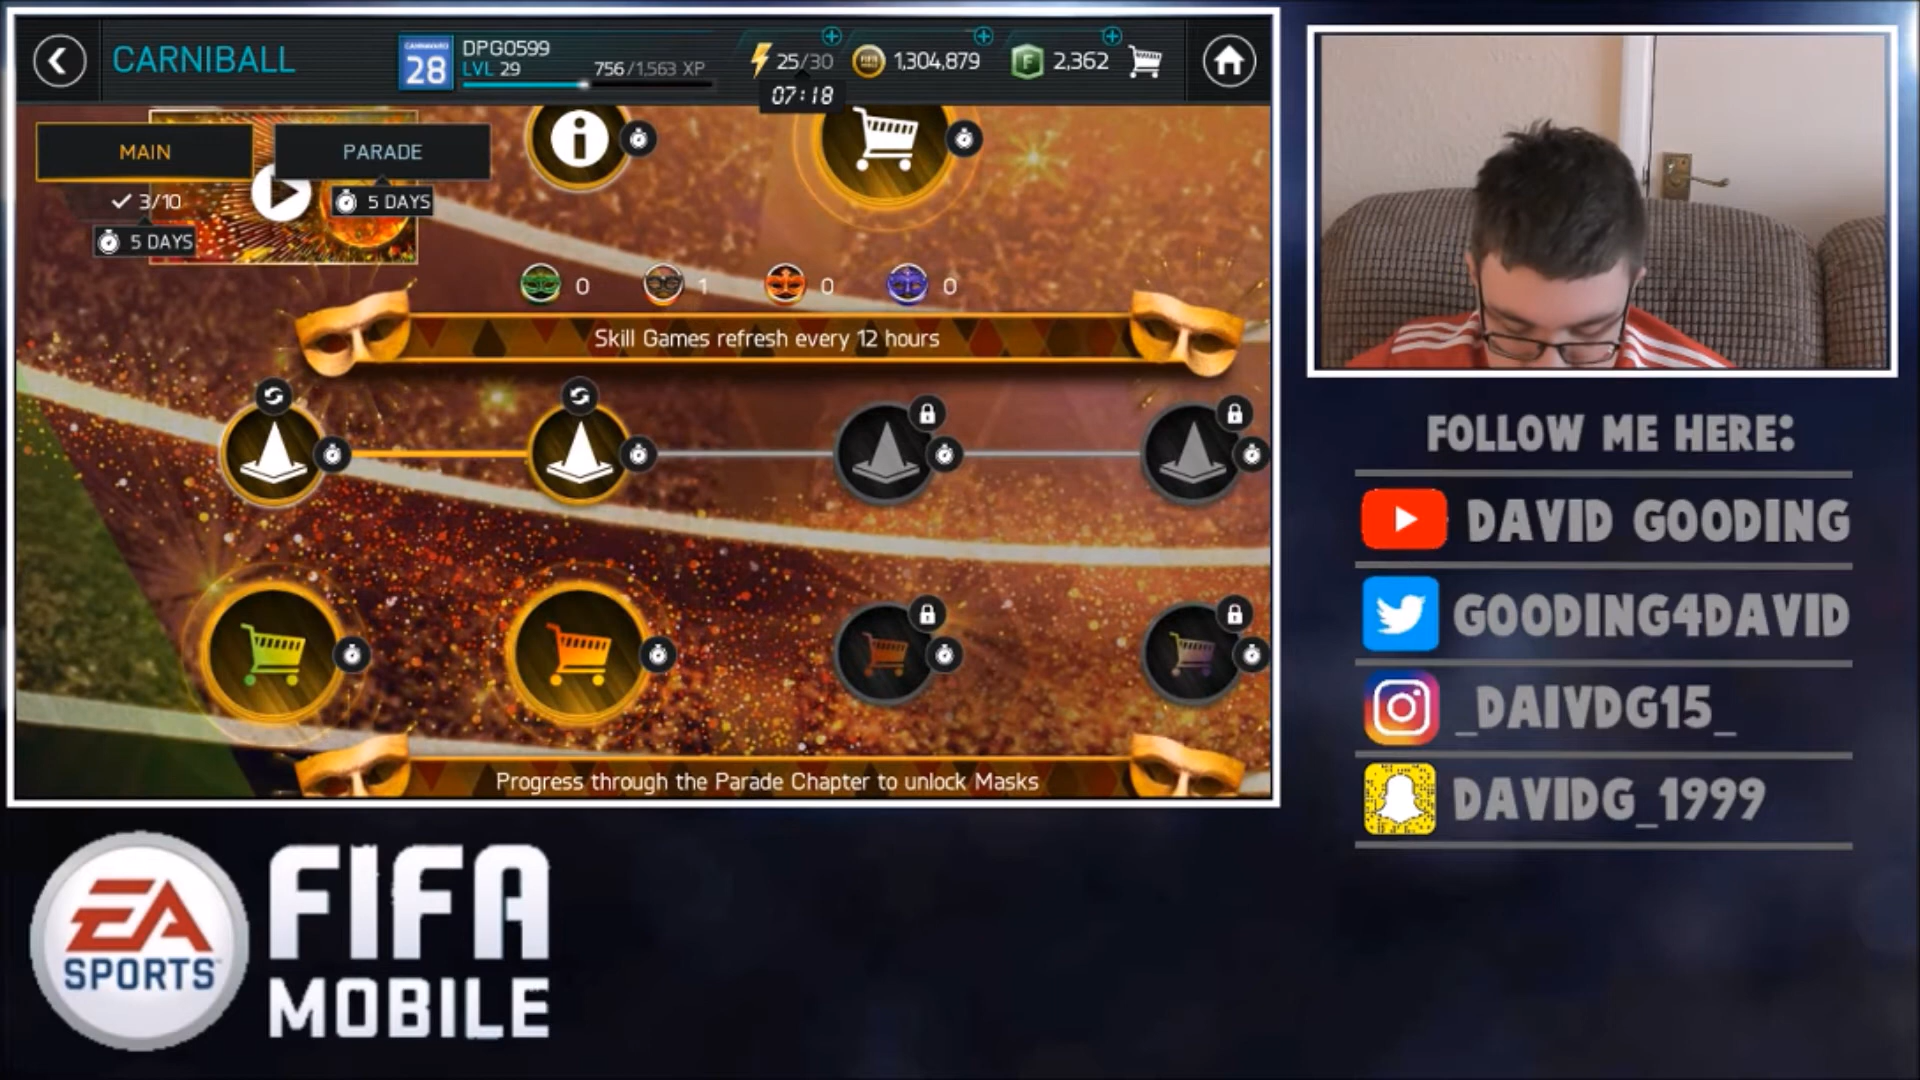 CARNIBALL
CARNIVAL
28
DPG0599
LVL 29
756/1,563 XP
25/30
07:18
1,304,879
2,362
MAIN
PARADE
3/10
5 DAYS
5 DAYS
0
1
0
0
Skill Games refresh every 12 hours
Progress through the Parade Chapter to unlock Masks
FOLLOW ME HERE:
DAVID GOODING
GOODING4DAVID
_DAIVDG15_
DAVIDG_1999
EA
SPORTS
FIFA
MOBILE